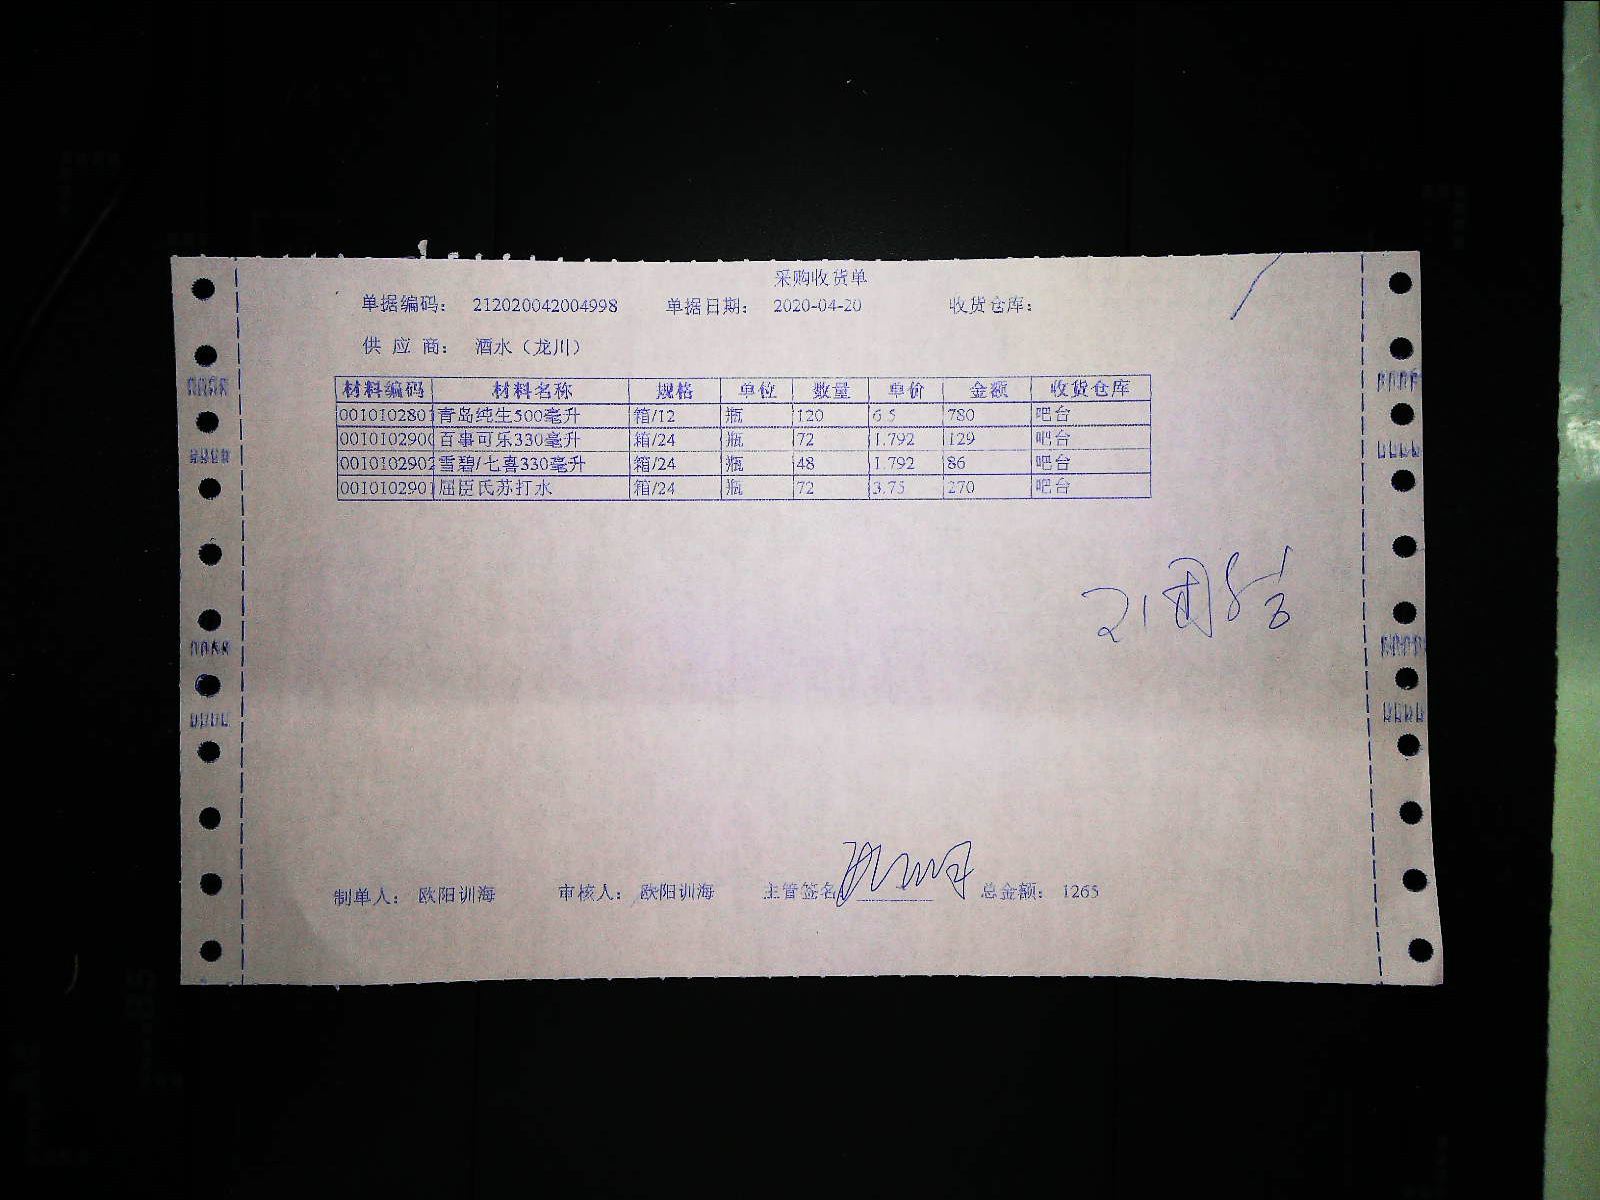 采购收货单
单据编码： 212020042004998 单据日期： 2020-04-20 收货仓库：
供 应 商： 酒水（龙川）
材料编码 材料名称 规格 单位 数量 单价 金额 收货仓库
0010102801 青岛纯生500毫升 箱/12 瓶 120 6.5 780 吧台
001010290 百事可乐330毫升 箱/24 瓶 72 1.792 129 吧台
0010102902 雪碧/七喜330毫升 箱/24 瓶 48 1.792 86 吧台
0010102901 屈臣氏苏打水 箱/24 瓶 72 3.75 270 吧台
制单人： 欧阳训海 审核人： 欧阳训海 主管签名 总金额： 1265